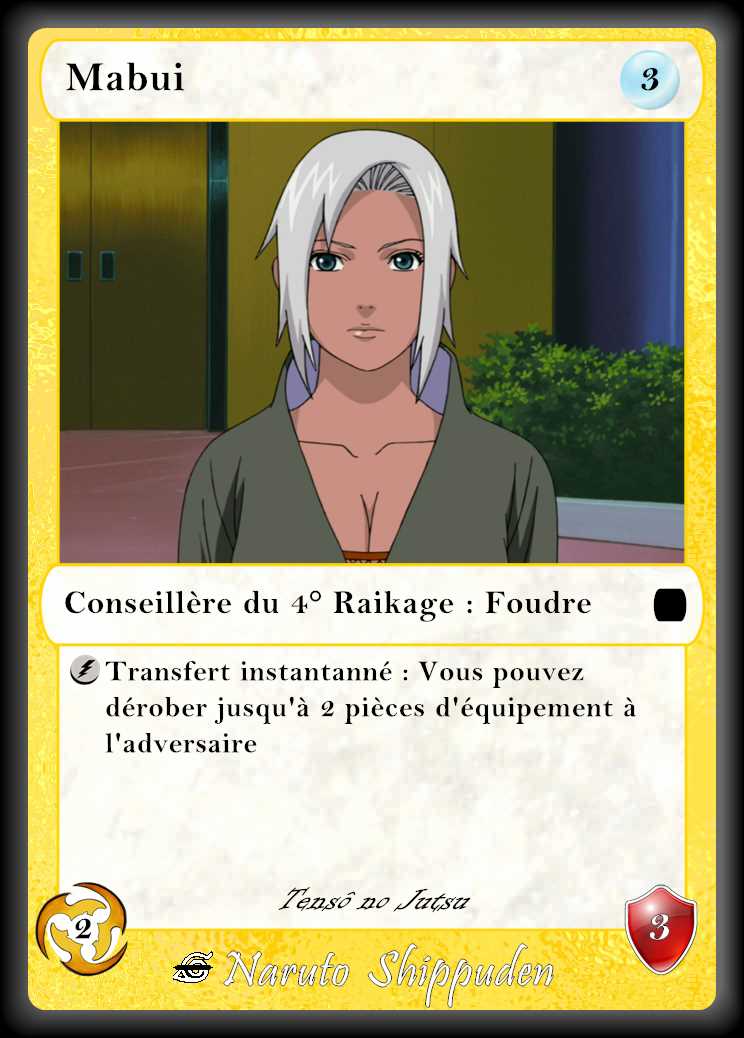 Mabui
3
Conseillère du 4° Raikage : Foudre
Transfert instantanné : Vous pouvez
dérober jusqu'à 2 pièces d'équipement à
l'adversaire
Tensô no Jutsu
2
3
Naruto Shippuden